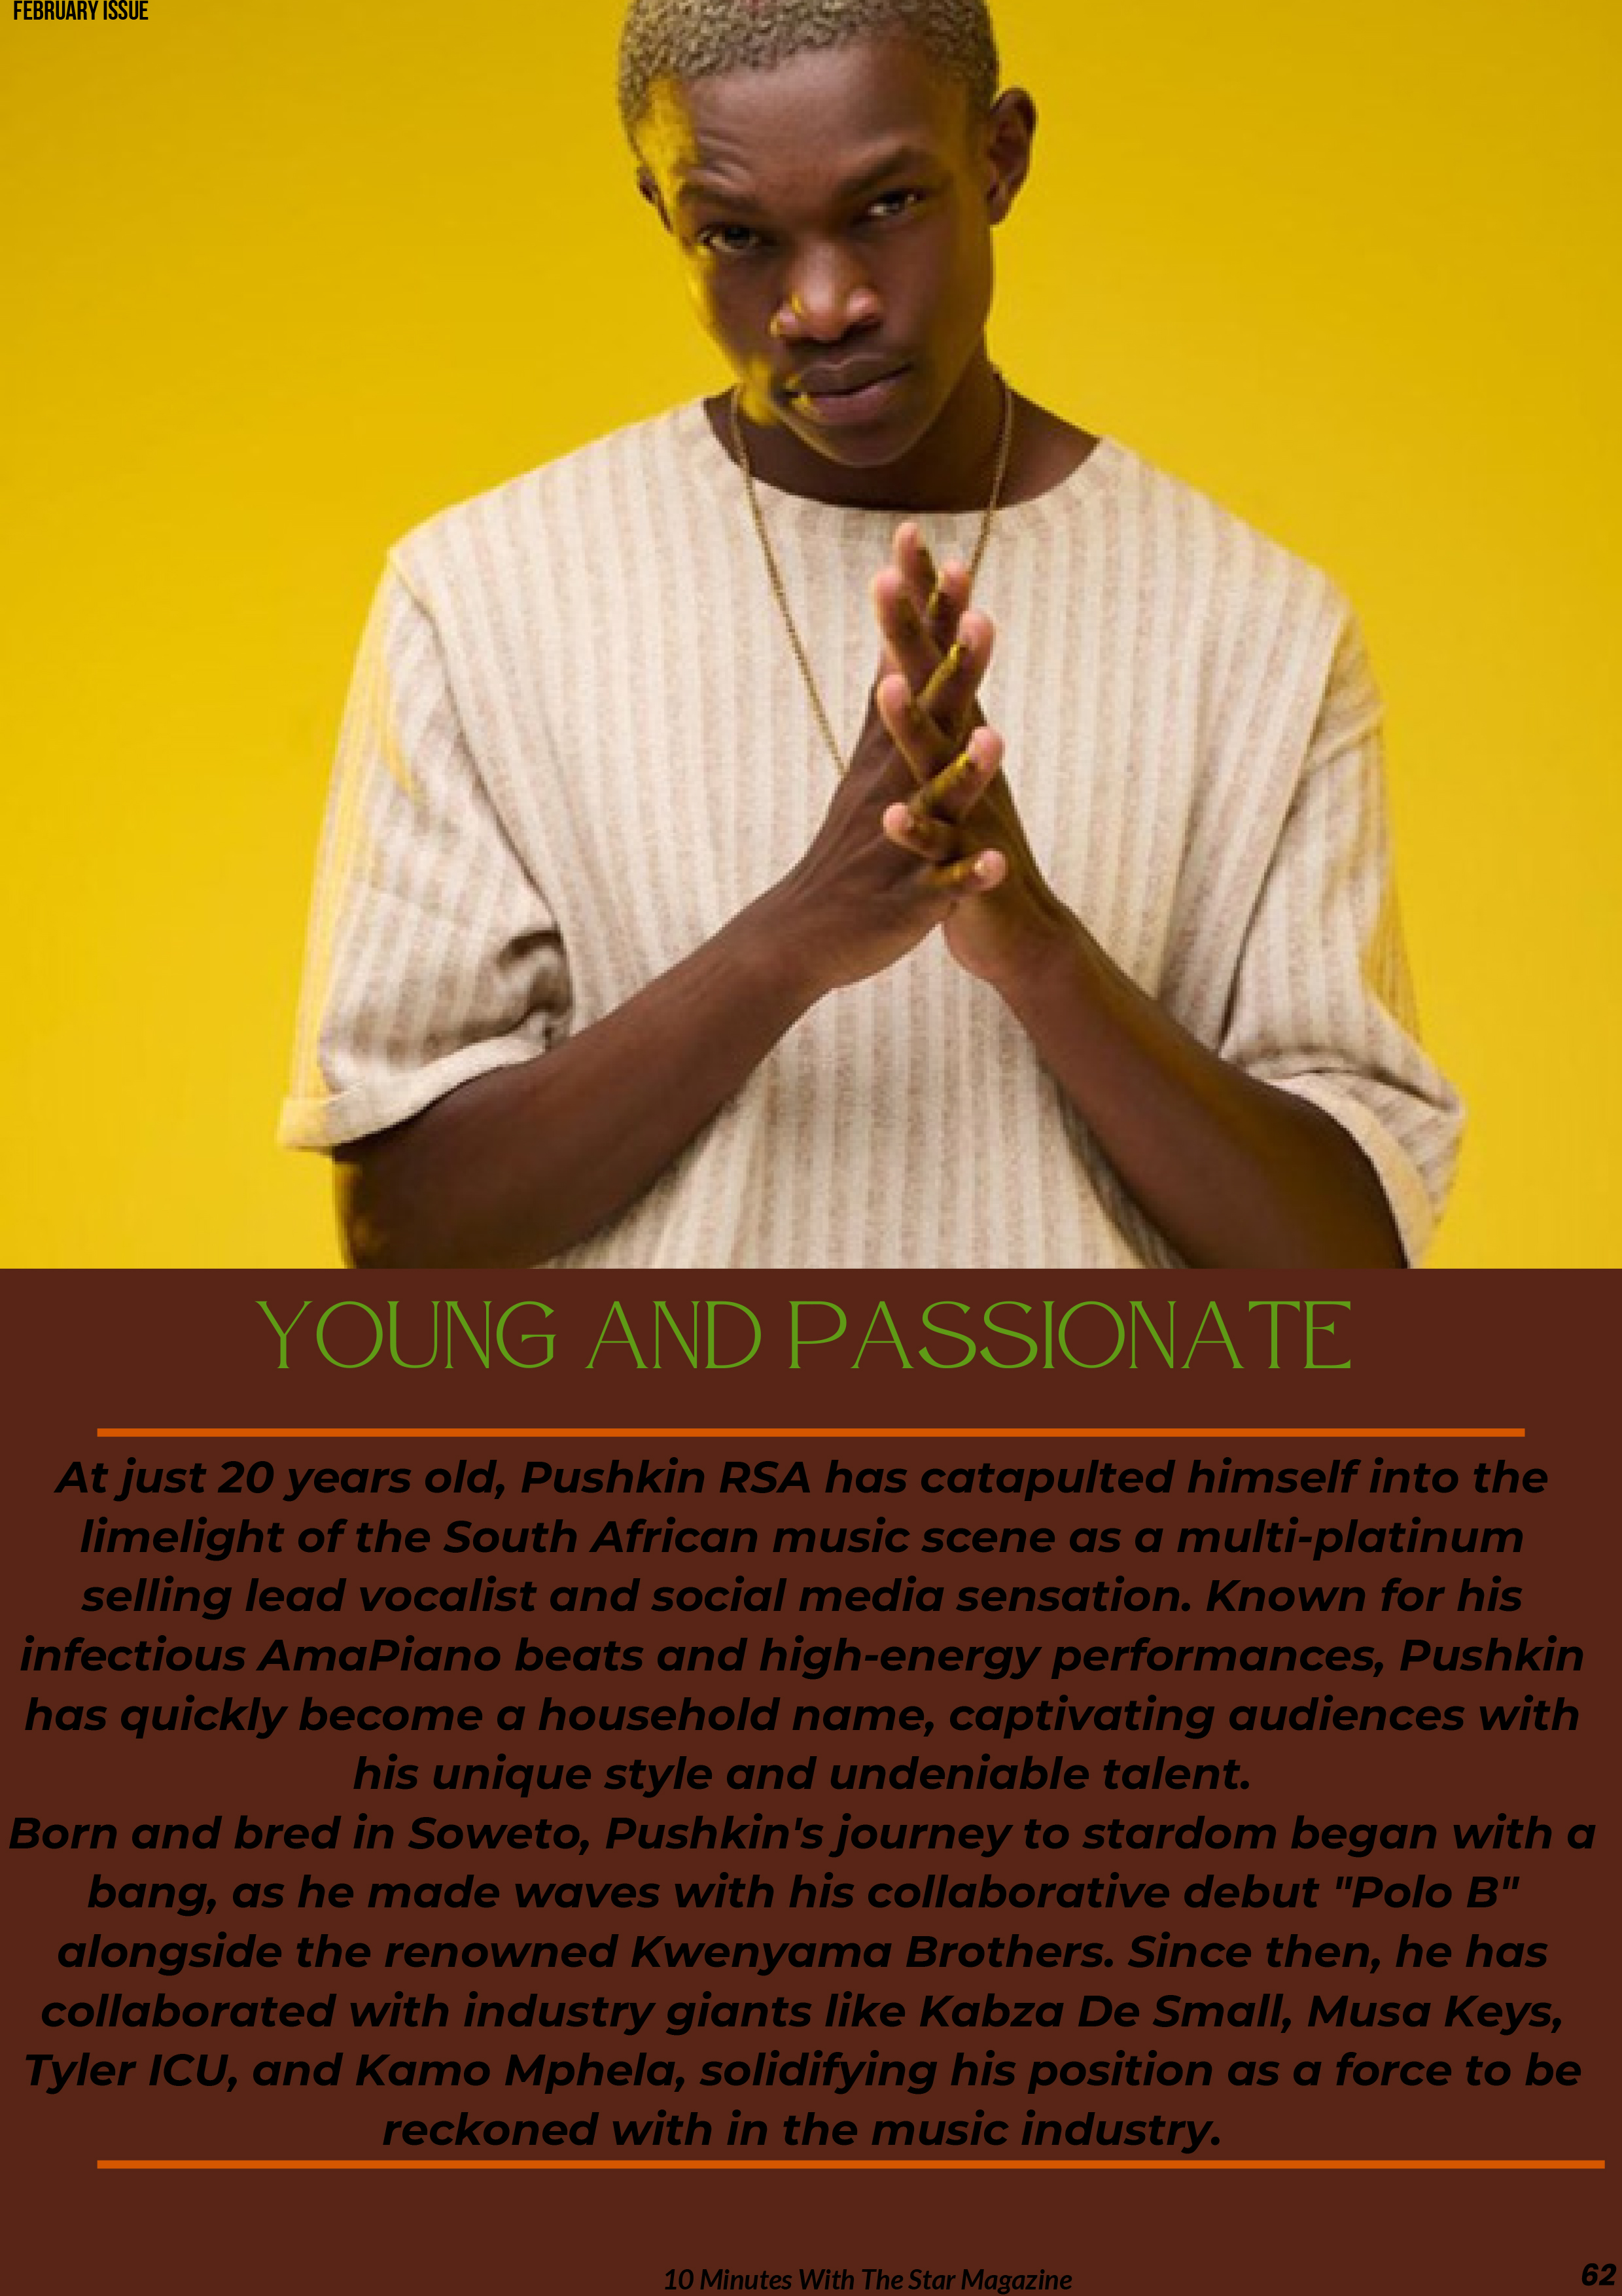 FEBRUARY ISSUE
YOUNG AND PASSIONATE
At just 20 years old, Pushkin RSA has catapulted himself into the
limelight of the South African music scene as a multi-platinum
selling lead vocalist and social media sensation. Known for his
infectious AmaPiano beats and high-energy performances, Pushkin
has quickly become a household name, captivating audiences with
his unique style and undeniable talent.
Born and bred in Soweto, Pushkin's journey to stardom began with a
bang, as he made waves with his collaborative debut "Polo B"
alongside the renowned Kwenyama Brothers. Since then, he has
collaborated with industry giants like Kabza De Small, Musa Keys,
Tyler ICU, and Kamo Mphela, solidifying his position as a force to be
reckoned with in the music industry.
10 Minutes With The Star Magazine
62